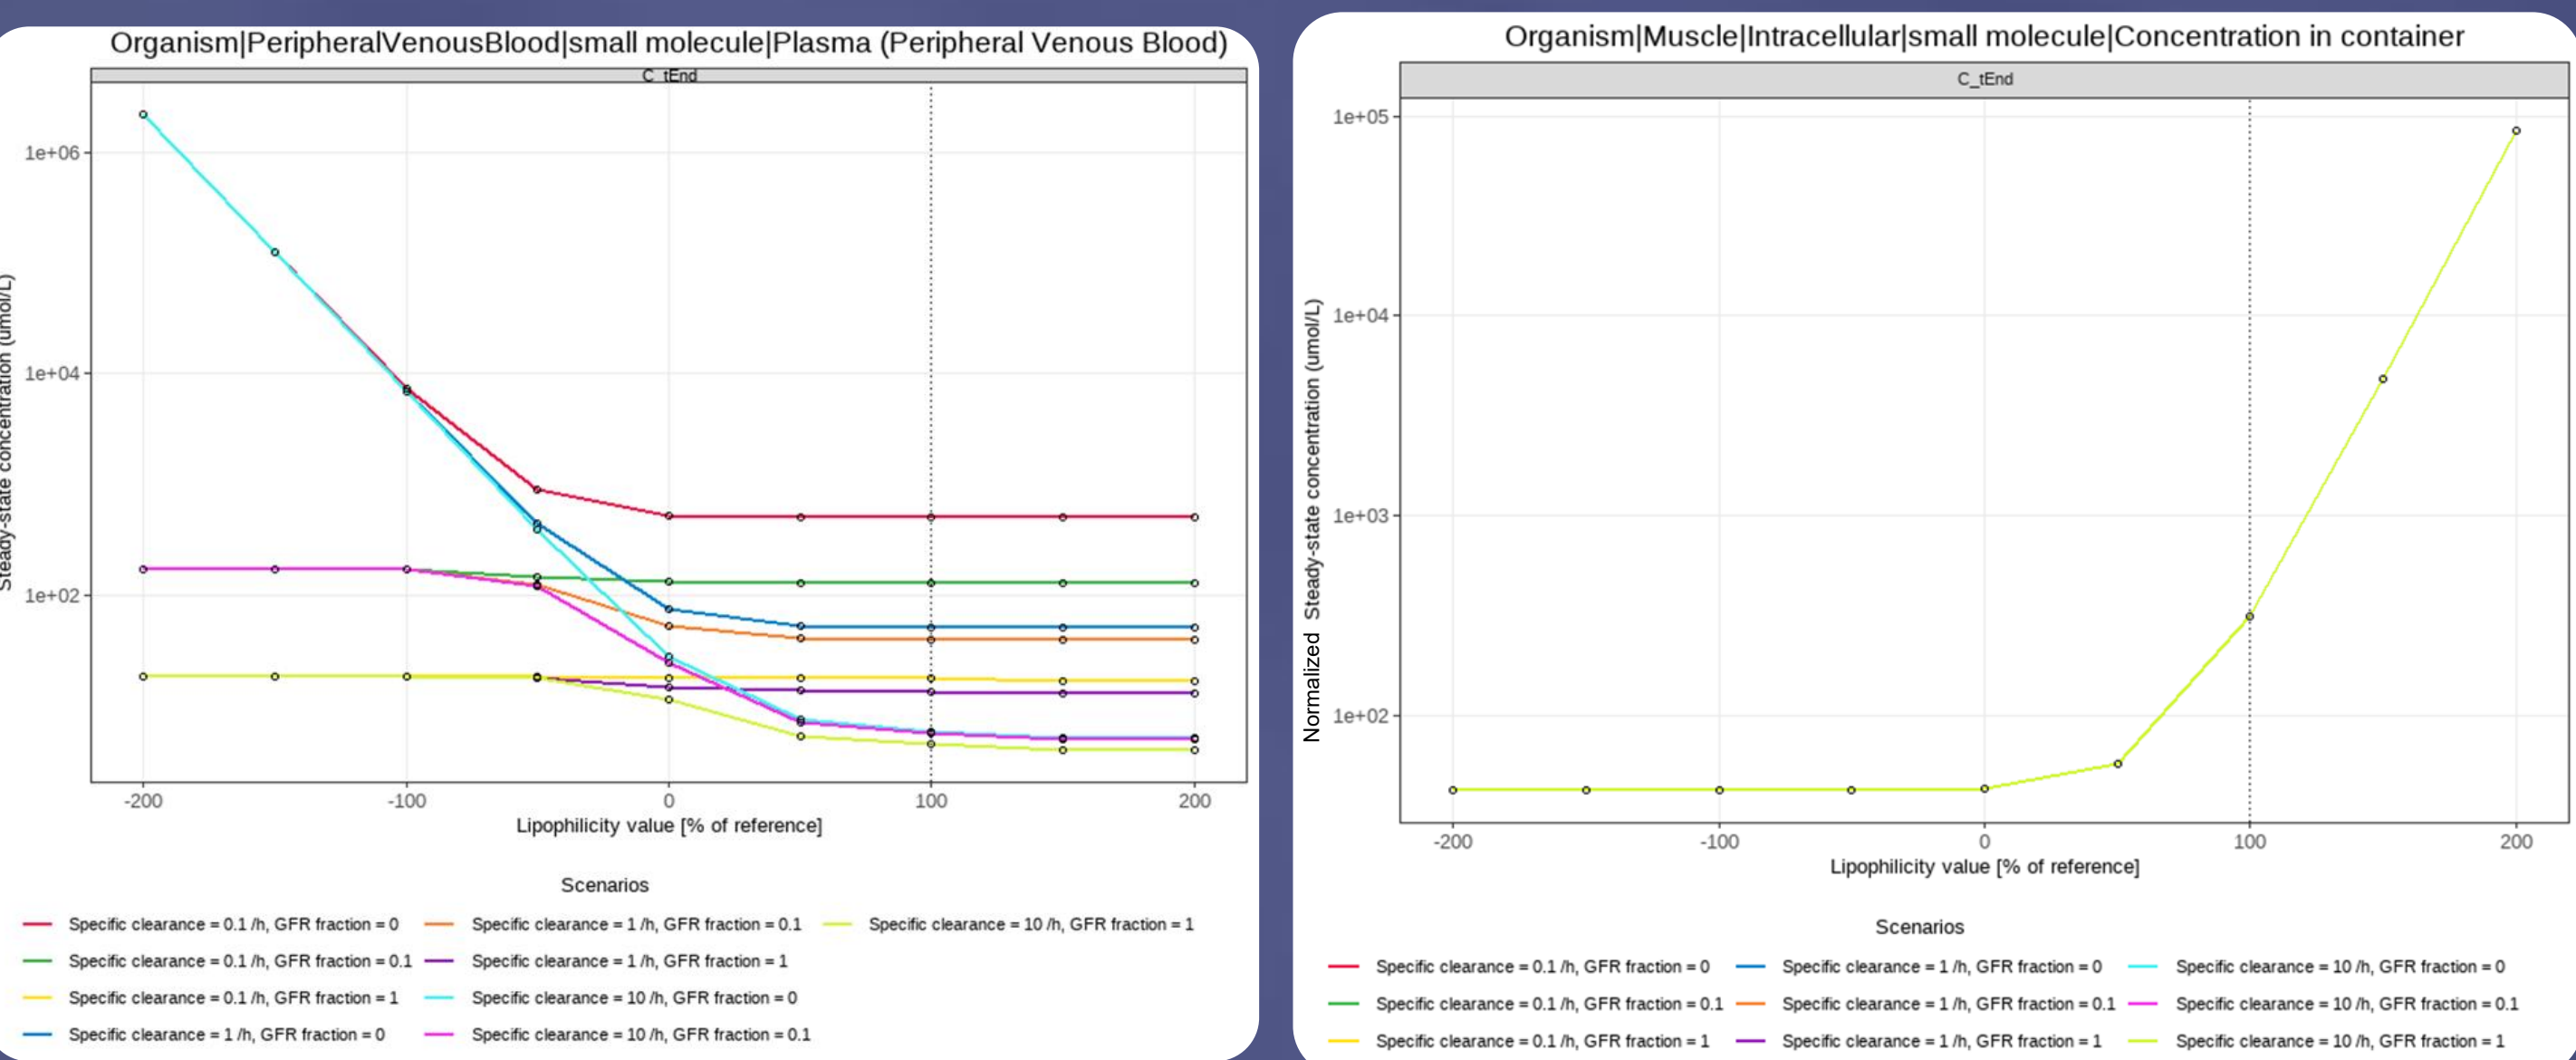 Organism|PeripheralVenousBlood|small molecule|Plasma (Peripheral Venous Blood)
C_tEnd
Steady-state concentration (umol/L)
1e+06
1e+04
1e+02
-200 -100 0 100 200
Lipophilicity value [% of reference]
Scenarios
Specific clearance = 0.1 /h, GFR fraction = 0 Specific clearance = 1 /h, GFR fraction = 0.1 Specific clearance = 10 /h, GFR fraction = 1
Specific clearance = 0.1 /h, GFR fraction = 0.1 Specific clearance = 1 /h, GFR fraction = 1
Specific clearance = 0.1 /h, GFR fraction = 1 Specific clearance = 10 /h, GFR fraction = 0
Specific clearance = 1 /h, GFR fraction = 0 Specific clearance = 10 /h, GFR fraction = 0.1
Organism|Muscle|Intracellular|small molecule|Concentration in container
C_tEnd
Normalized Steady-state concentration (umol/L)
1e+05
1e+04
1e+03
1e+02
-200 -100 0 100 200
Lipophilicity value [% of reference]
Scenarios
Specific clearance = 0.1 /h, GFR fraction = 0 Specific clearance = 1 /h, GFR fraction = 0 Specific clearance = 10 /h, GFR fraction = 0
Specific clearance = 0.1 /h, GFR fraction = 0.1 Specific clearance = 1 /h, GFR fraction = 0.1 Specific clearance = 10 /h, GFR fraction = 0.1
Specific clearance = 0.1 /h, GFR fraction = 1 Specific clearance = 1 /h, GFR fraction = 1 Specific clearance = 10 /h, GFR fraction = 1